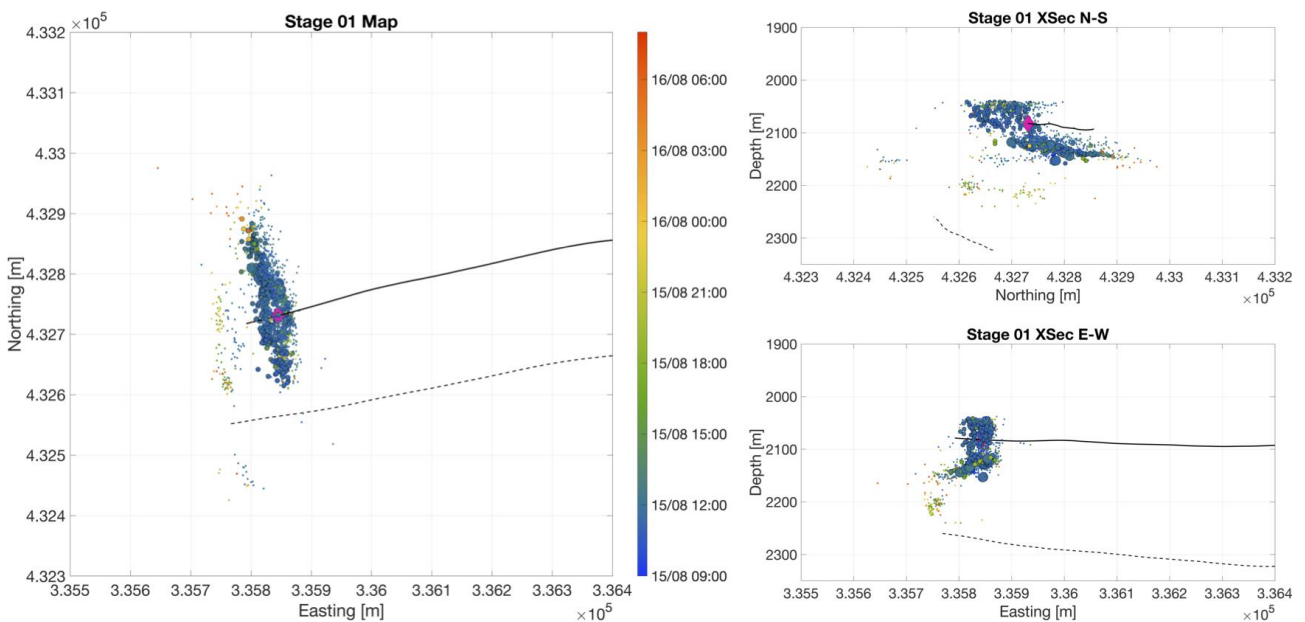 Stage 01 Map
×10⁵
4.332
4.331
4.33
4.329
4.328
4.327
4.326
4.325
4.324
4.323
Northing [m]
3.355 3.356 3.357 3.358 3.359 3.36 3.361 3.362 3.363 3.364
Easting [m]
×10⁵
16/08 06:00
16/08 03:00
16/08 00:00
15/08 21:00
15/08 18:00
15/08 15:00
15/08 12:00
15/08 09:00
Stage 01 XSec N-S
1900
2000
2100
2200
2300
Depth [m]
4.323 4.324 4.325 4.326 4.327 4.328 4.329 4.33 4.331 4.332
Northing [m]
×10⁵
Stage 01 XSec E-W
1900
2000
2100
2200
2300
Depth [m]
3.355 3.356 3.357 3.358 3.359 3.36 3.361 3.362 3.363 3.364
Easting [m]
×10⁵